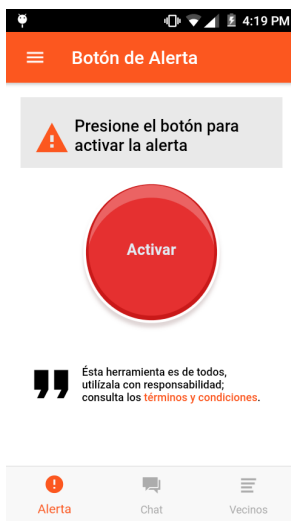 4:19 PM
Botón de Alerta
Presione el botón para
activar la alerta
Activar
Ésta herramienta es de todos,
utilízala con responsabilidad;
consulta los términos y condiciones.
Alerta
Chat
Vecinos